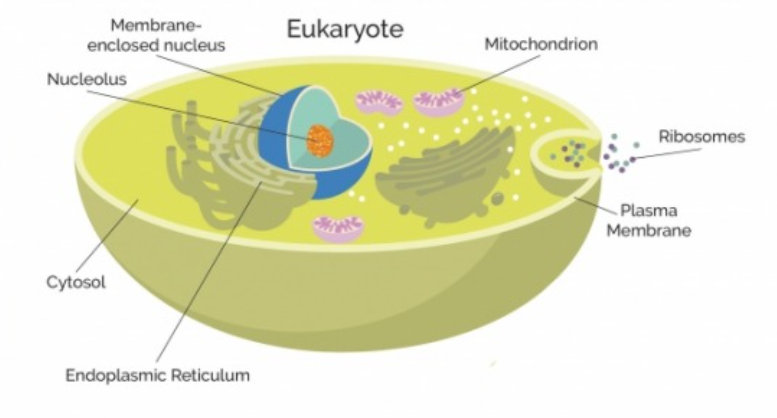 Eukaryote
Membrane-
enclosed nucleus
Mitochondrion
Nucleolus
Ribosomes
Plasma
Membrane
Cytosol
Endoplasmic Reticulum